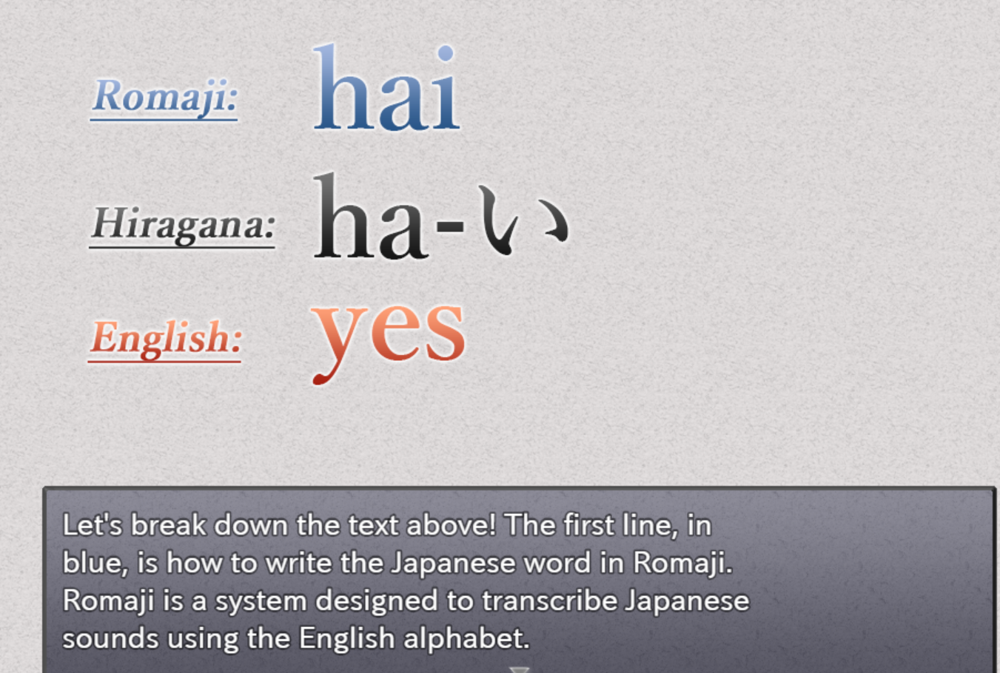 Romaji: hai
Hiragana: ha-い
English: yes
Let's break down the text above! The first line, in
blue, is how to write the Japanese word in Romaji.
Romaji is a system designed to transcribe Japanese
sounds using the English alphabet.